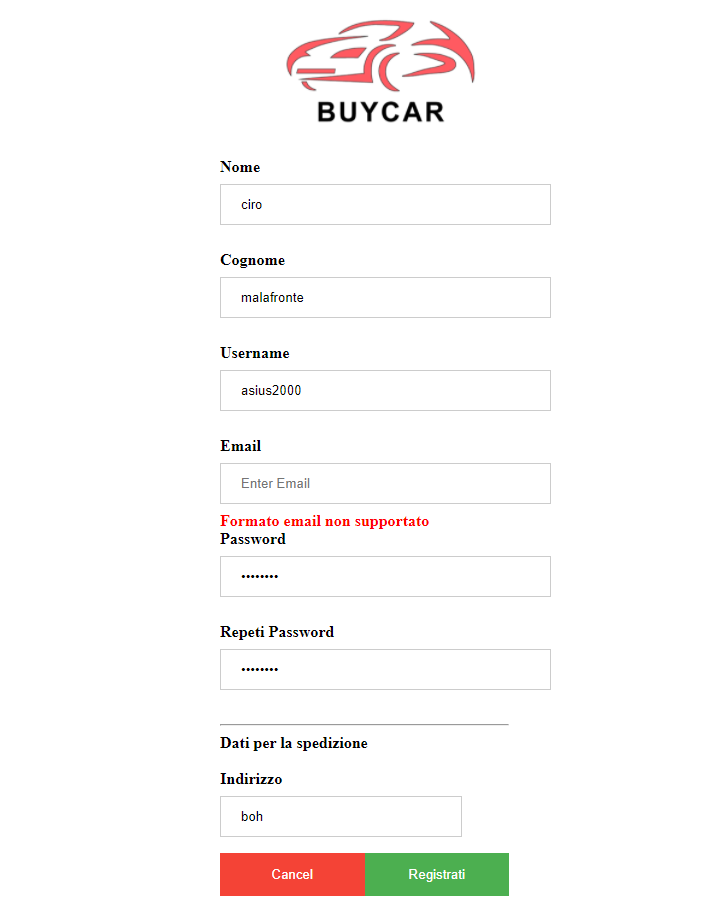 BUYCAR
Nome
ciro
Cognome
malafronte
Username
asius2000
Email
Enter Email
Formato email non supportato
Password
••••••••
Repeti Password
••••••••
Dati per la spedizione
Indirizzo
boh
Cancel Registrati